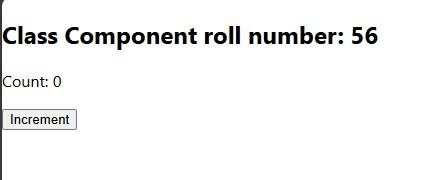 Class Component roll number: 56
Count: 0
Increment